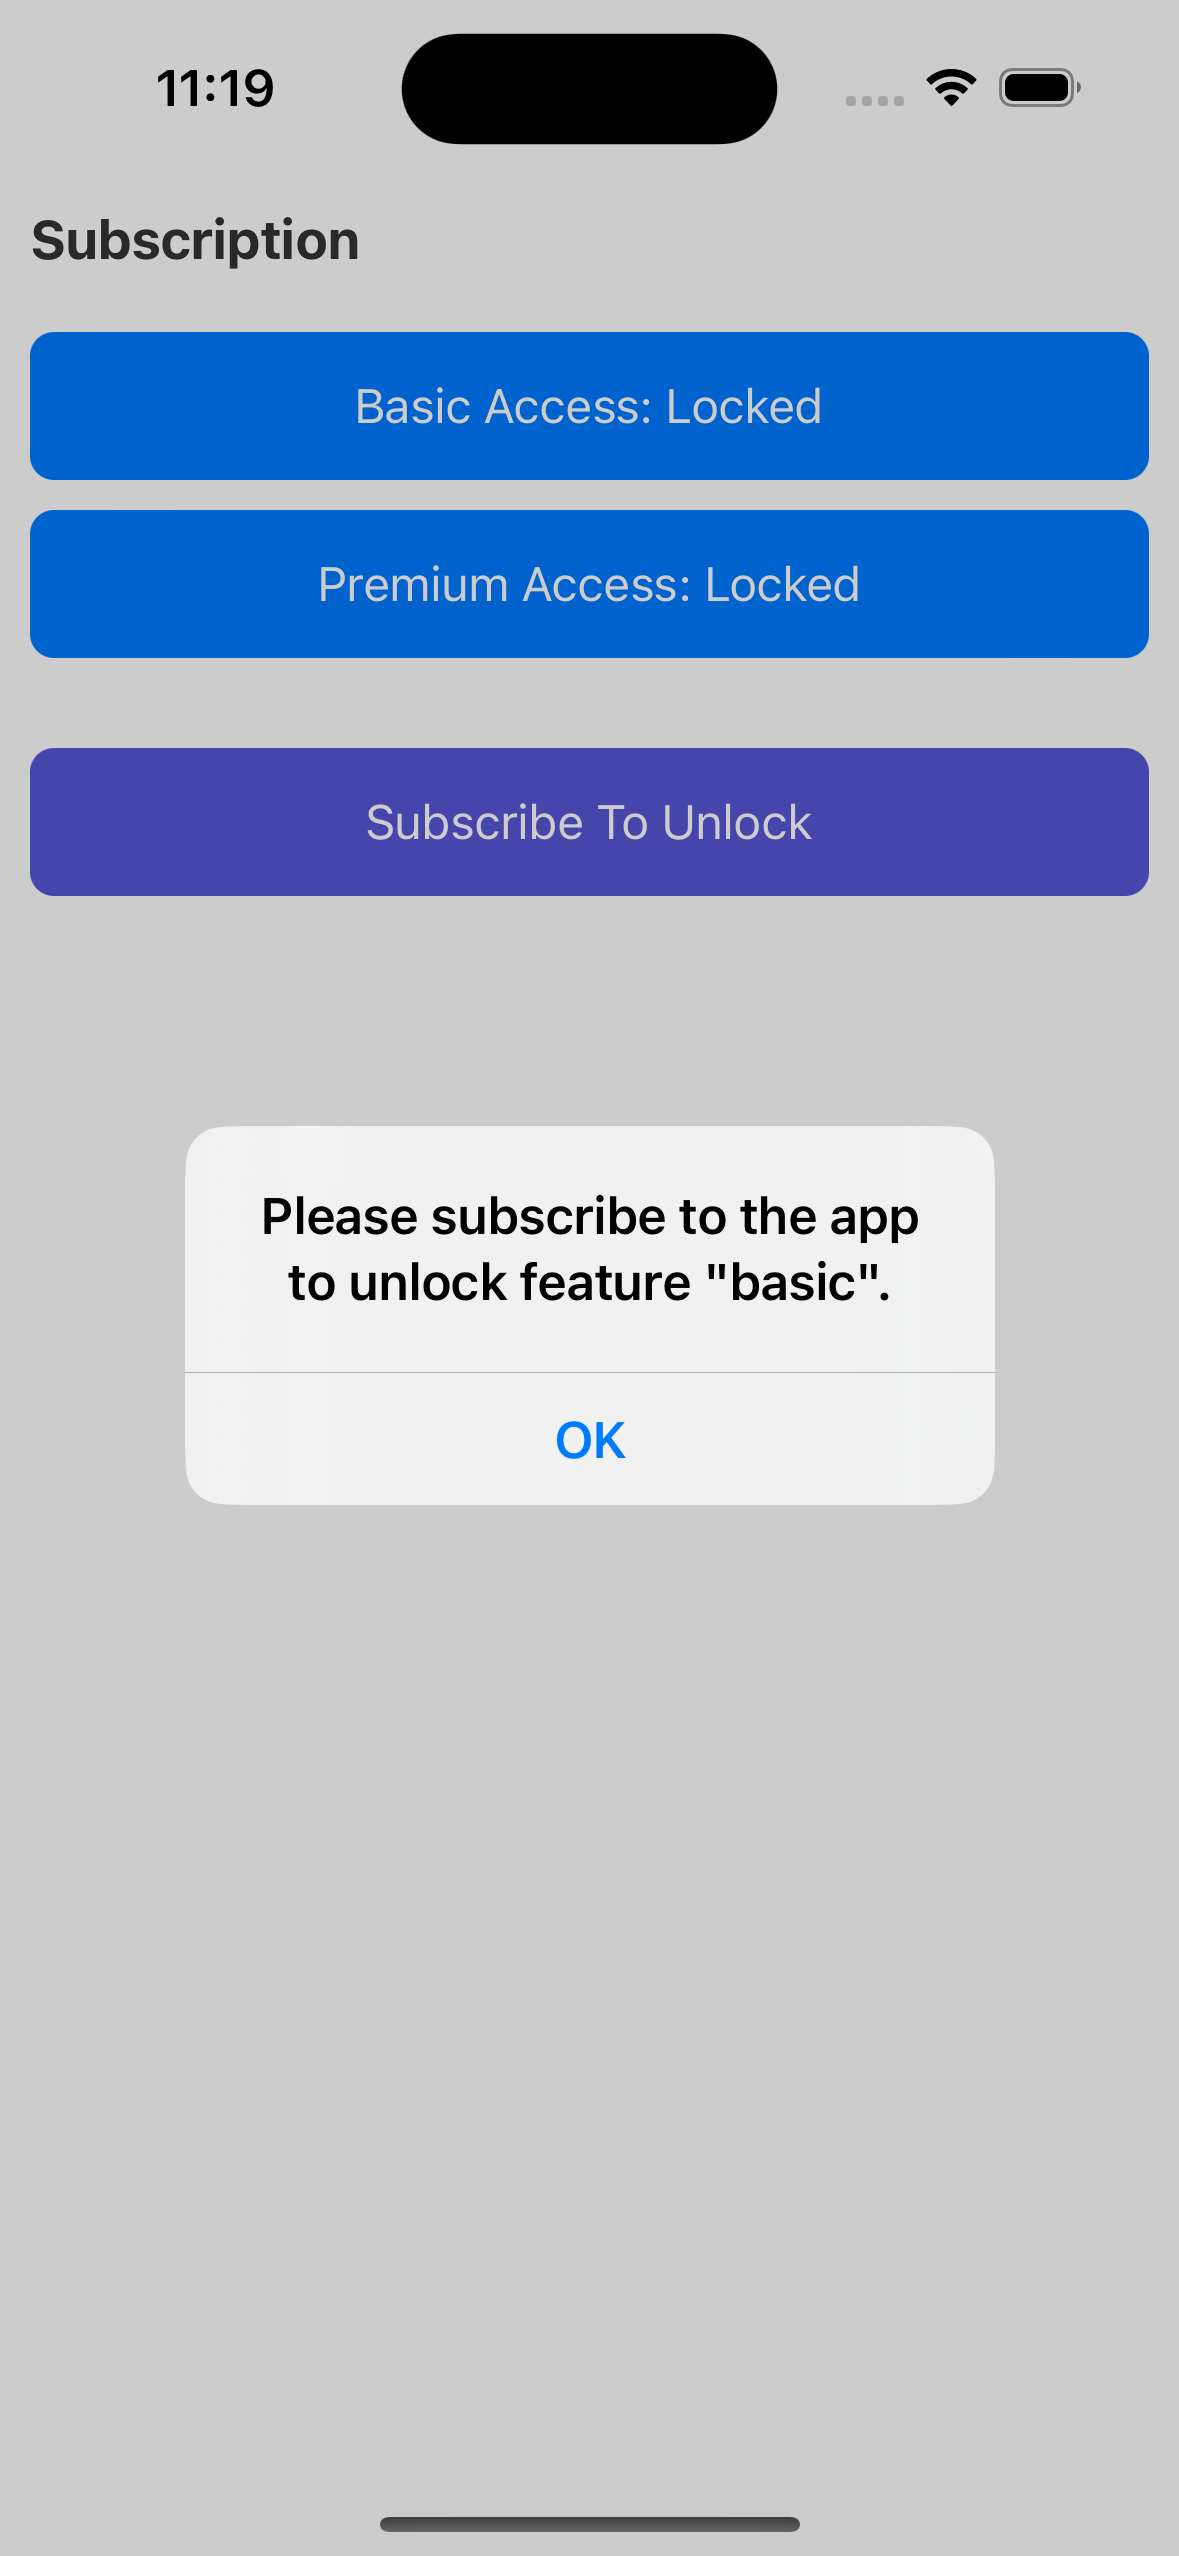 11:19
Subscription
Basic Access: Locked
Premium Access: Locked
Subscribe To Unlock
Please subscribe to the app
to unlock feature "basic".
OK